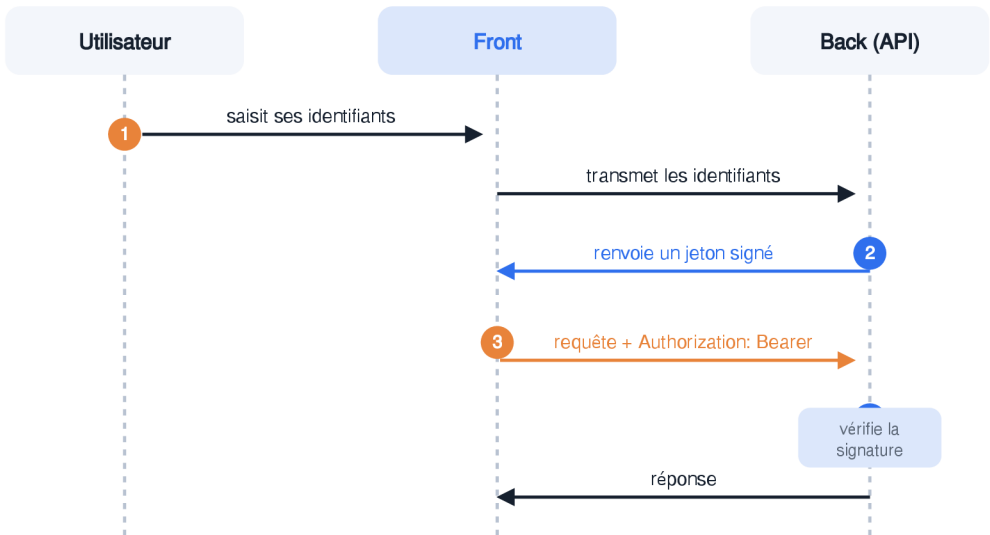 Utilisateur
Front
Back (API)
saisit ses identifiants
1
transmet les identifiants
renvoie un jeton signé
2
3
requête + Authorization: Bearer
vérifie la
signature
réponse